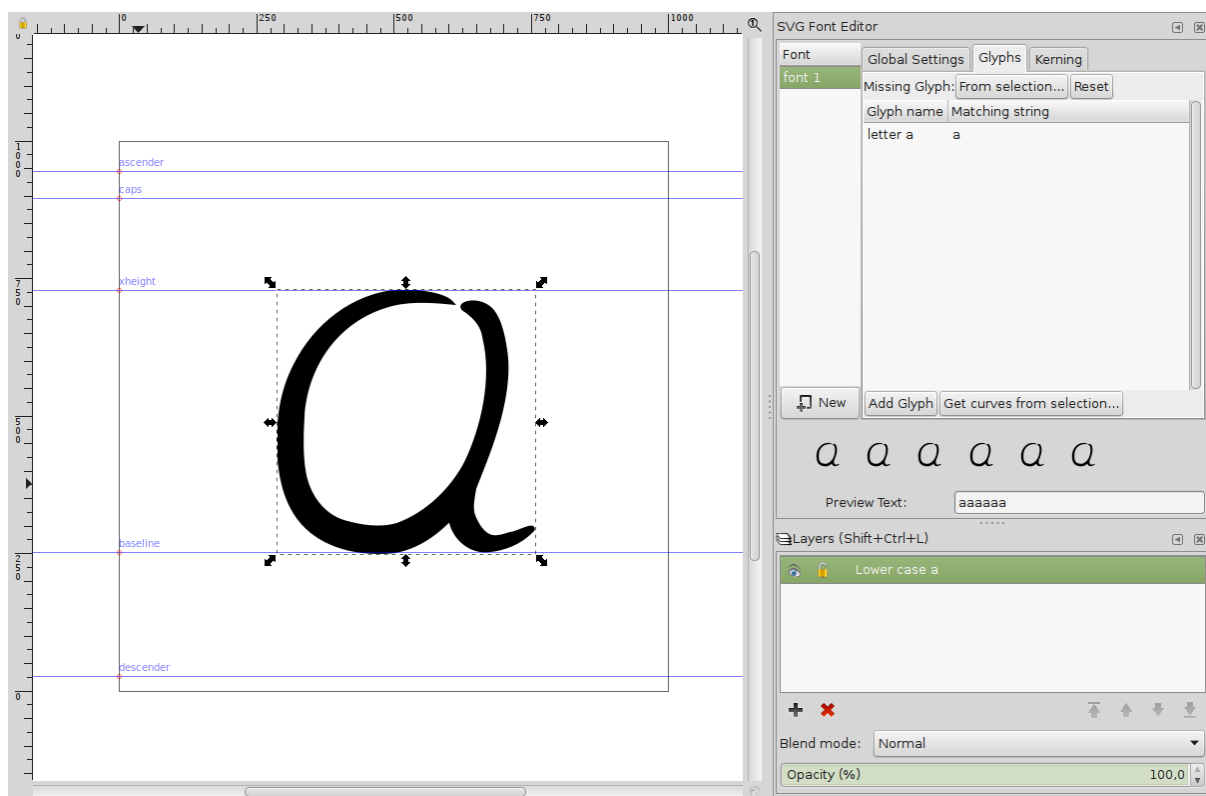 0 250 500 750 1000
SVG Font Editor
Font
Global Settings Glyphs Kerning
font 1
Missing Glyph: From selection... Reset
Glyph name Matching string
letter a a
1000
ascender
caps
750
xheight
a
New
Add Glyph Get curves from selection...
500
a a a a a a
Preview Text: aaaaaa
Layers (Shift+Ctrl+L)
baseline
250
Lower case a
descender
0
Blend mode: Normal
Opacity (%) 100,0